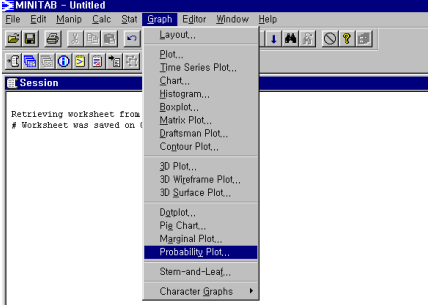 MINITAB - Untitled
File Edit Manip Calc Stat Graph Editor Window Help
Layout...
Plot...
Time Series Plot...
Chart...
Histogram...
Boxplot...
Matrix Plot...
Draftsman Plot...
Contour Plot...
3D Plot...
3D Wireframe Plot...
3D Surface Plot...
Dotplot...
Pie Chart...
Marginal Plot...
Probability Plot...
Stem-and-Leaf...
Character Graphs
Session
Retrieving worksheet from
# Worksheet was saved on